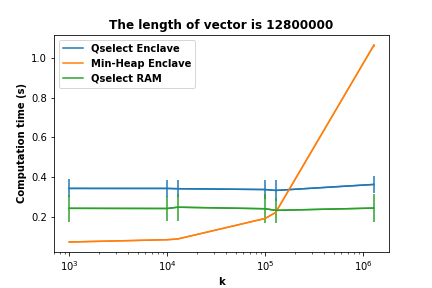 The length of vector is 12800000
Computation time (s)
1.0
0.8
0.6
0.4
0.2
Qselect Enclave
Min-Heap Enclave
Qselect RAM
10³ 10⁴ 10⁵ 10⁶
k